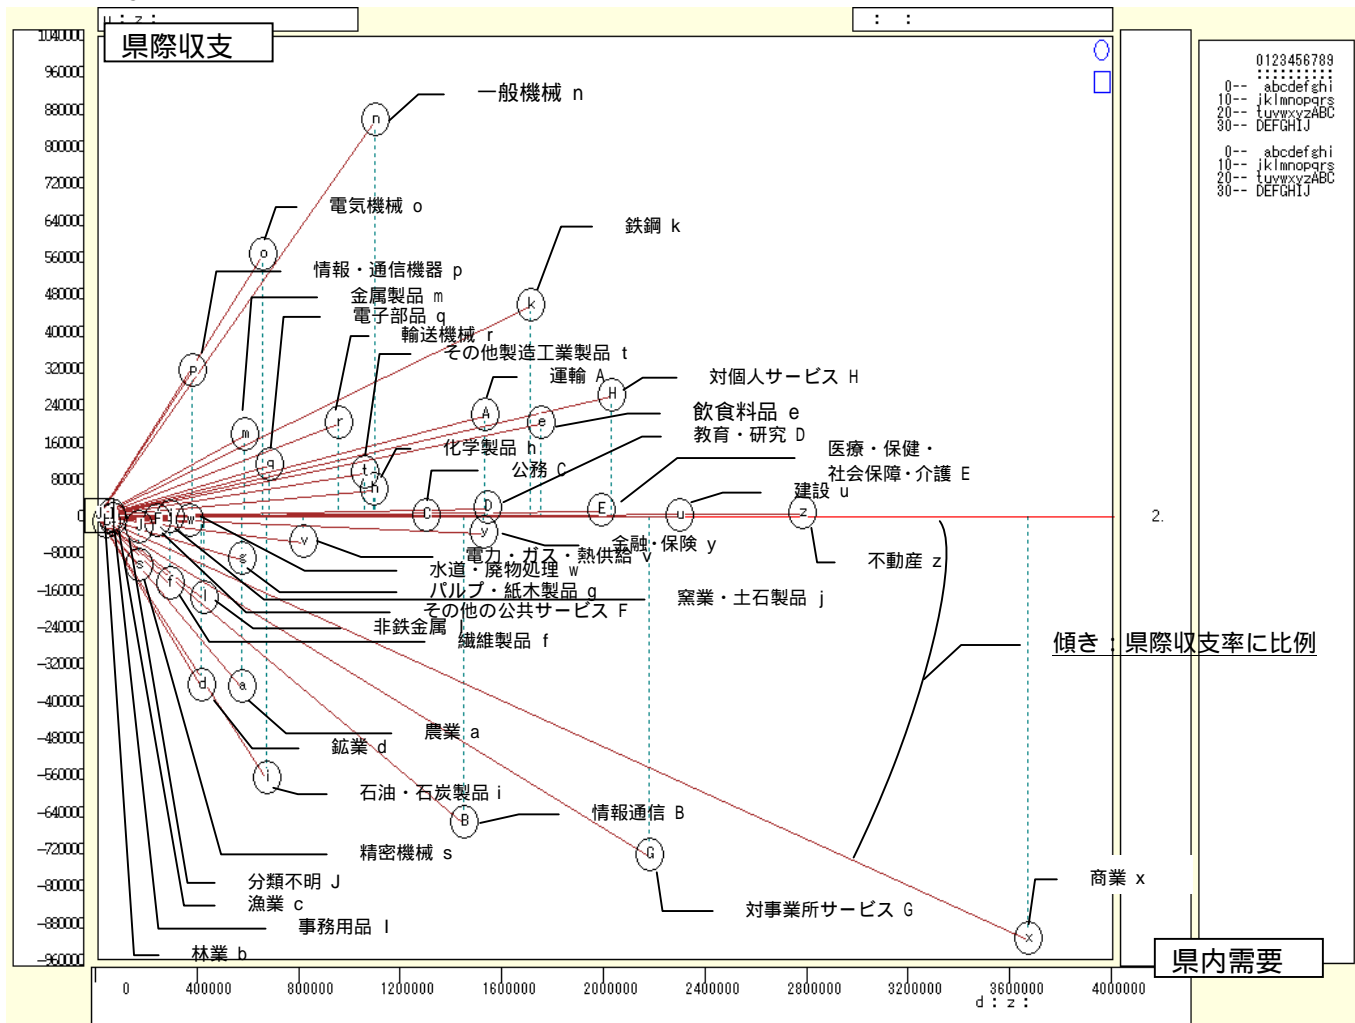 u : z :
: :
県際収支
1040000
960000
880000
800000
720000
640000
560000
480000
400000
320000
240000
160000
80000
0
-80000
-160000
-240000
-320000
-400000
-480000
-560000
-640000
-720000
-800000
-880000
-960000
0123456789
: : : : : : : : : :
0-- abcdefghi
10-- jklmnopqrs
20-- tuvwxyzABC
30-- DEFGHIJ
0-- abcdefghi
10-- jklmnopqrs
20-- tuvwxyzABC
30-- DEFGHIJ
一般機械 n
n
電気機械 o
o
鉄鋼 k
k
情報・通信機器 p
p
金属製品 m
m
電子部品 q
q
輸送機械 r
r
その他製造工業製品 t
t
運輸 A
A
対個人サービス H
H
飲食料品 e
e
教育・研究 D
D
化学製品 h
h
公務 C
C
医療・保健・
社会保障・介護 E
E
建設 u
u
z
2.
不動産 z
金融・保険 y
y
電力・ガス・熱供給 v
v
水道・廃物処理 w
w
パルプ・紙木製品 g
g
窯業・土石製品 j
j
その他の公共サービス F
F
非鉄金属 l
l
繊維製品 f
f
傾き：県際収支率に比例
s
d
a
農業 a
鉱業 d
i
石油・石炭製品 i
B
情報通信 B
精密機械 s
G
対事業所サービス G
分類不明 J
J
漁業 c
事務用品 I
林業 b
商業 x
x
県内需要
0
400000
800000
1200000
1600000
2000000
2400000
2800000
3200000
3600000
4000000
d : z :